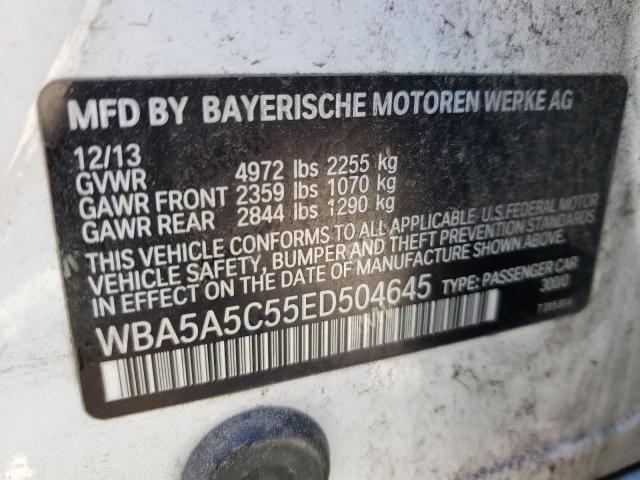 MFD BY BAYERISCHE MOTOREN WERKE AG
12/13
GVWR 4972 lbs 2255 kg
GAWR FRONT 2359 lbs 1070 kg
GAWR REAR 2844 lbs 1290 kg
THIS VEHICLE CONFORMS TO ALL APPLICABLE U.S. FEDERAL MOTOR
VEHICLE SAFETY, BUMPER AND THEFT PREVENTION STANDARDS
IN EFFECT ON THE DATE OF MANUFACTURE SHOWN ABOVE.
WBA5A5C55ED504645 TYPE: PASSENGER CAR